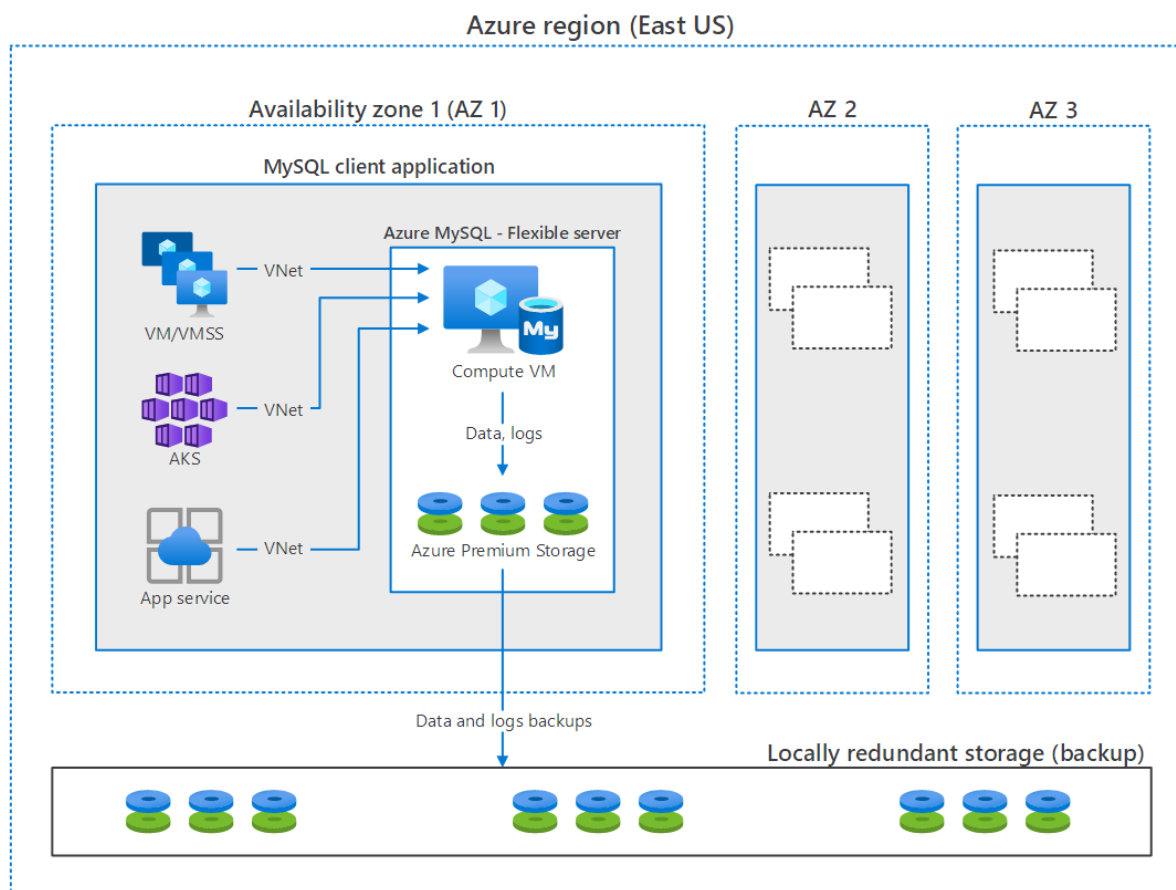 Azure region (East US)
Availability zone 1 (AZ 1)
AZ 2
AZ 3
MySQL client application
Azure MySQL - Flexible server
VNet
VM/VMSS
My
Compute VM
VNet
AKS
Data, logs
VNet
Azure Premium Storage
App service
Data and logs backups
Locally redundant storage (backup)